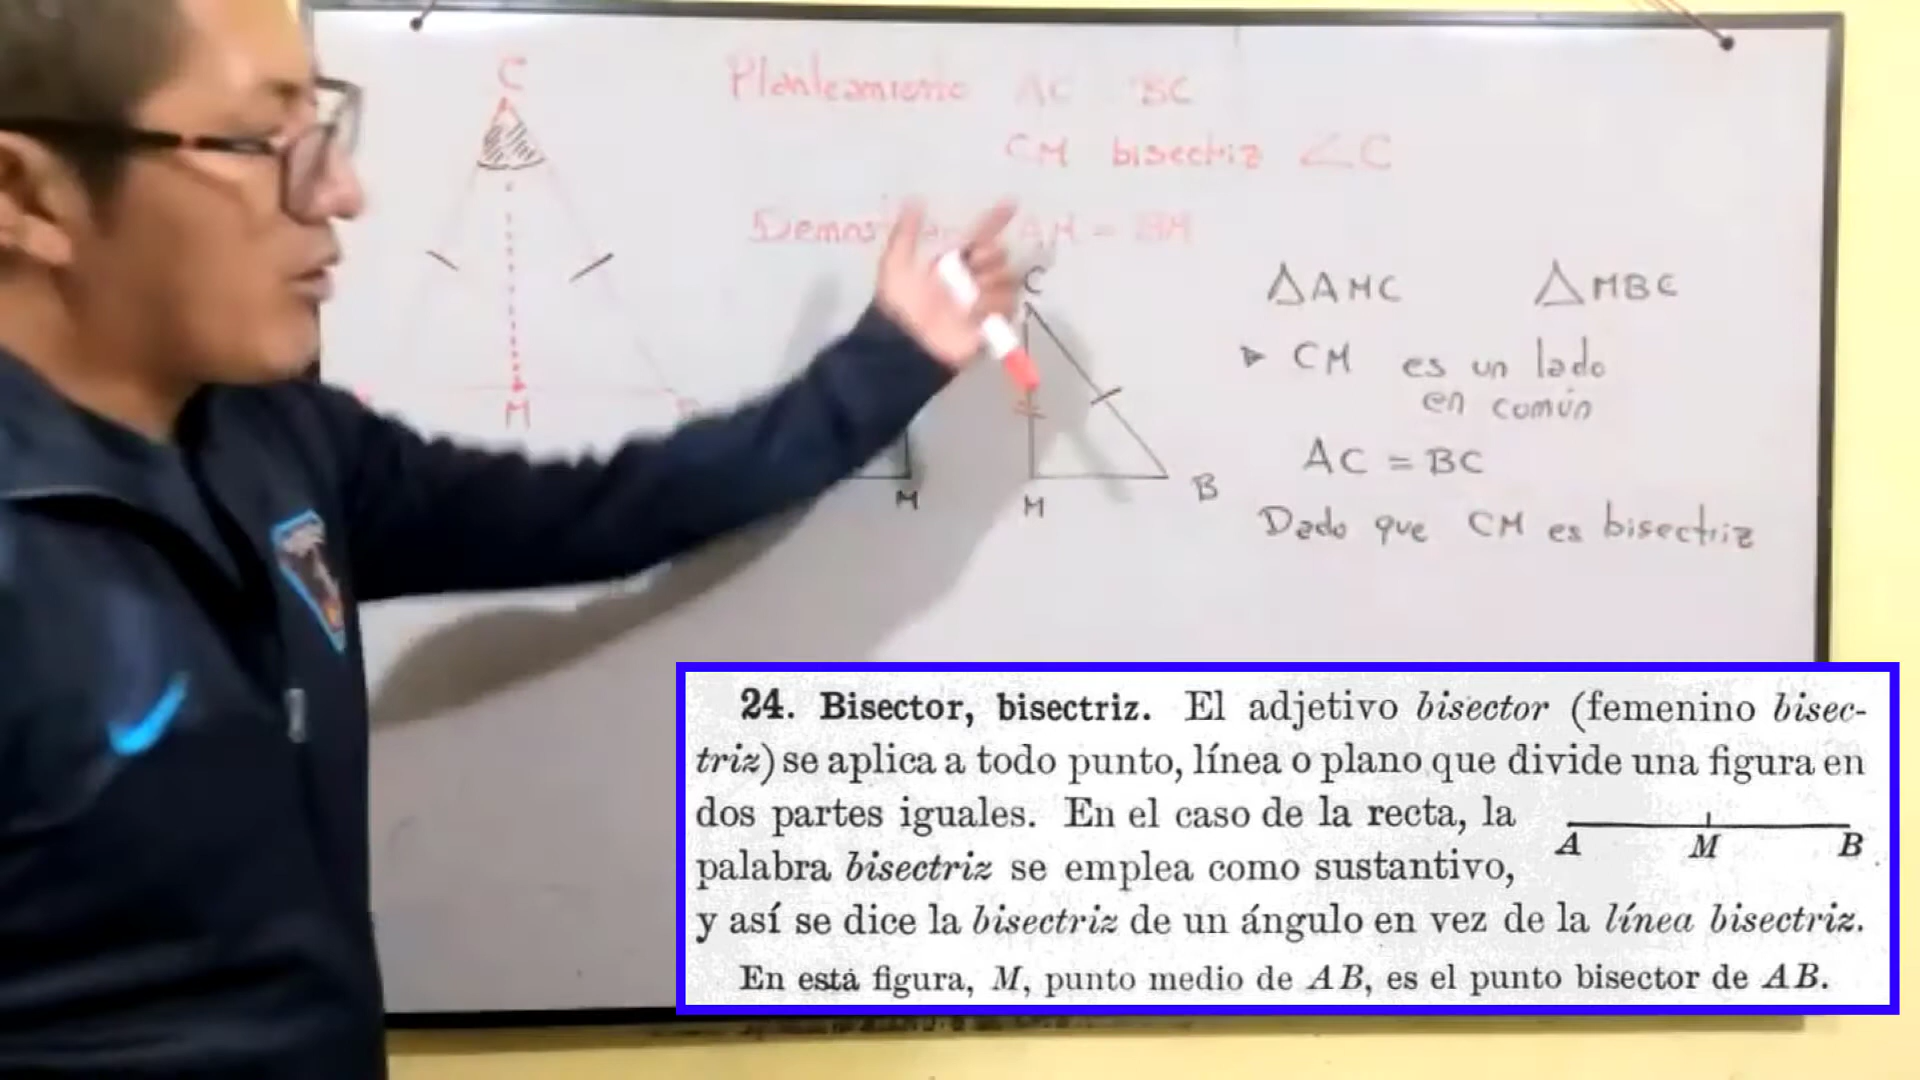 C
Planteamiento AC BC
CM bisectriz ∠C
AM = BM
M
C
M
M
B
△AMC △MBC
CM es un lado
en común
AC = BC
Dado que CM es bisectriz
24. Bisector, bisectriz. El adjetivo bisector (femenino bisec-
triz) se aplica a todo punto, línea o plano que divide una figura en
dos partes iguales. En el caso de la recta, la
palabra bisectriz se emplea como sustantivo,
y así se dice la bisectriz de un ángulo en vez de la línea bisectriz.
A M B
En esta figura, M, punto medio de AB, es el punto bisector de AB.